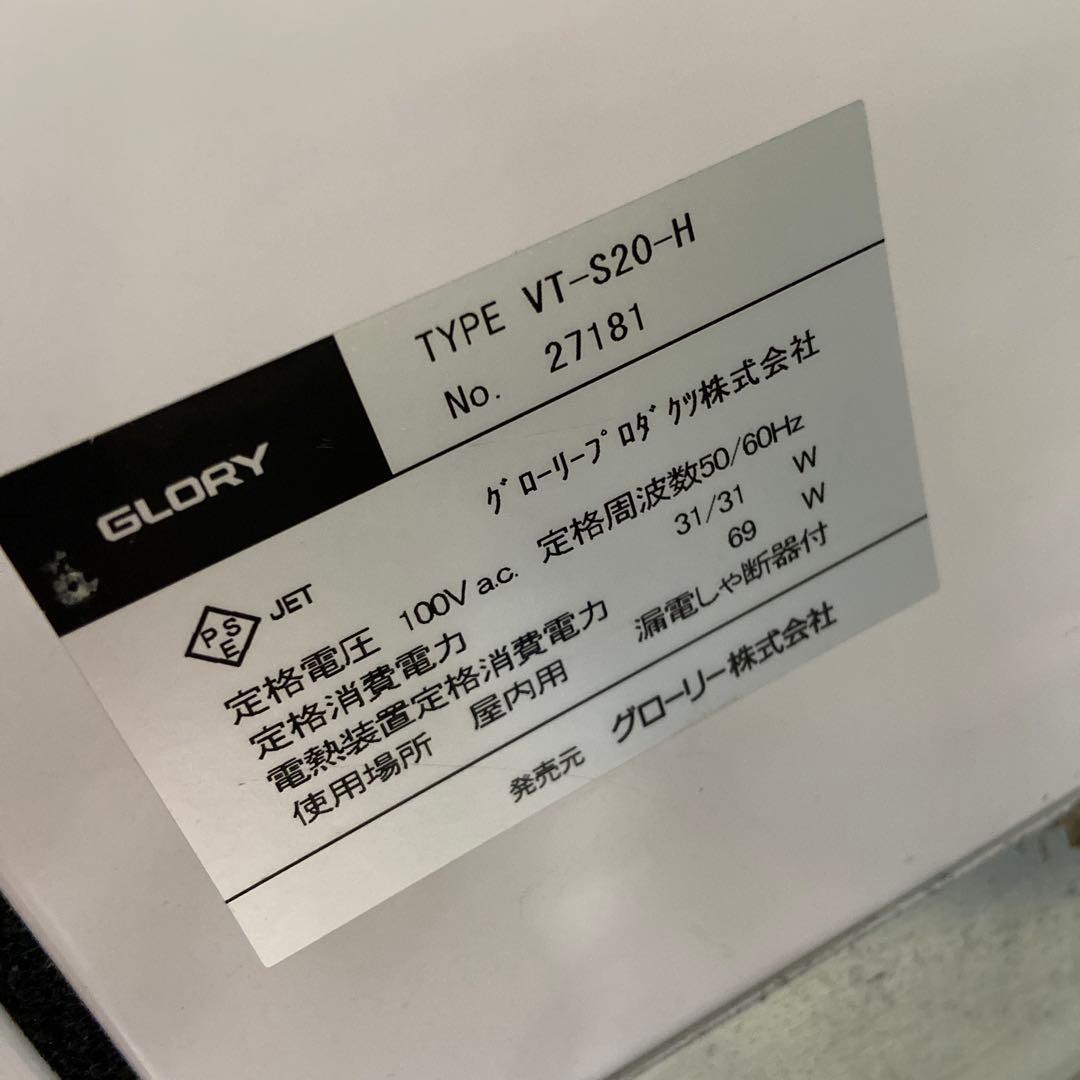 GLORY
TYPE VT-S20-H
No. 27181
グロープロダクツ株式会社
PSE JET
定格電圧 100V a.c. 定格周波数50/60Hz
定格消費電力 31/31 W
電熱装置定格消費電力 69 W
使用場所 屋内用 漏電しゃ断器付
発売元 グローリー株式会社